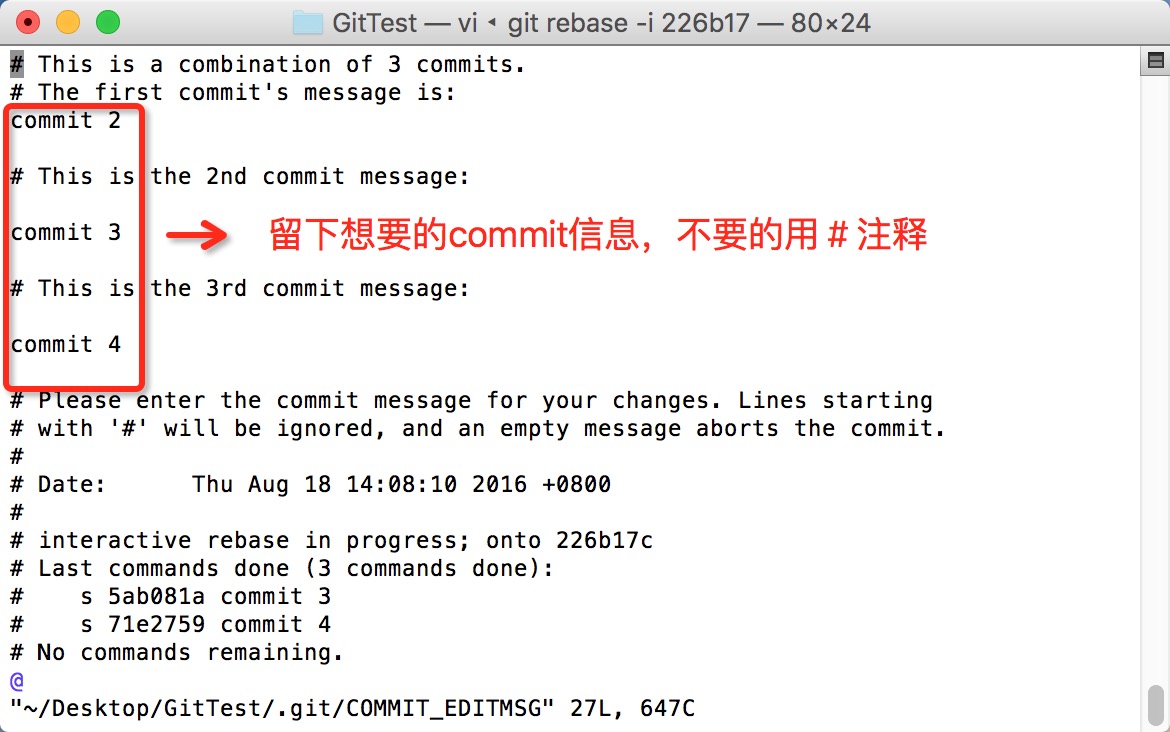 GitTest — vi ◂ git rebase -i 226b17 — 80×24
# This is a combination of 3 commits.
# The first commit's message is:
commit 2
# This is the 2nd commit message:
commit 3
留下想要的commit信息，不要的用 # 注释
# This is the 3rd commit message:
commit 4
# Please enter the commit message for your changes. Lines starting
# with '#' will be ignored, and an empty message aborts the commit.
#
# Date:      Thu Aug 18 14:08:10 2016 +0800
#
# interactive rebase in progress; onto 226b17c
# Last commands done (3 commands done):
#    s 5ab081a commit 3
#    s 71e2759 commit 4
# No commands remaining.
@
"~/Desktop/GitTest/.git/COMMIT_EDITMSG" 27L, 647C